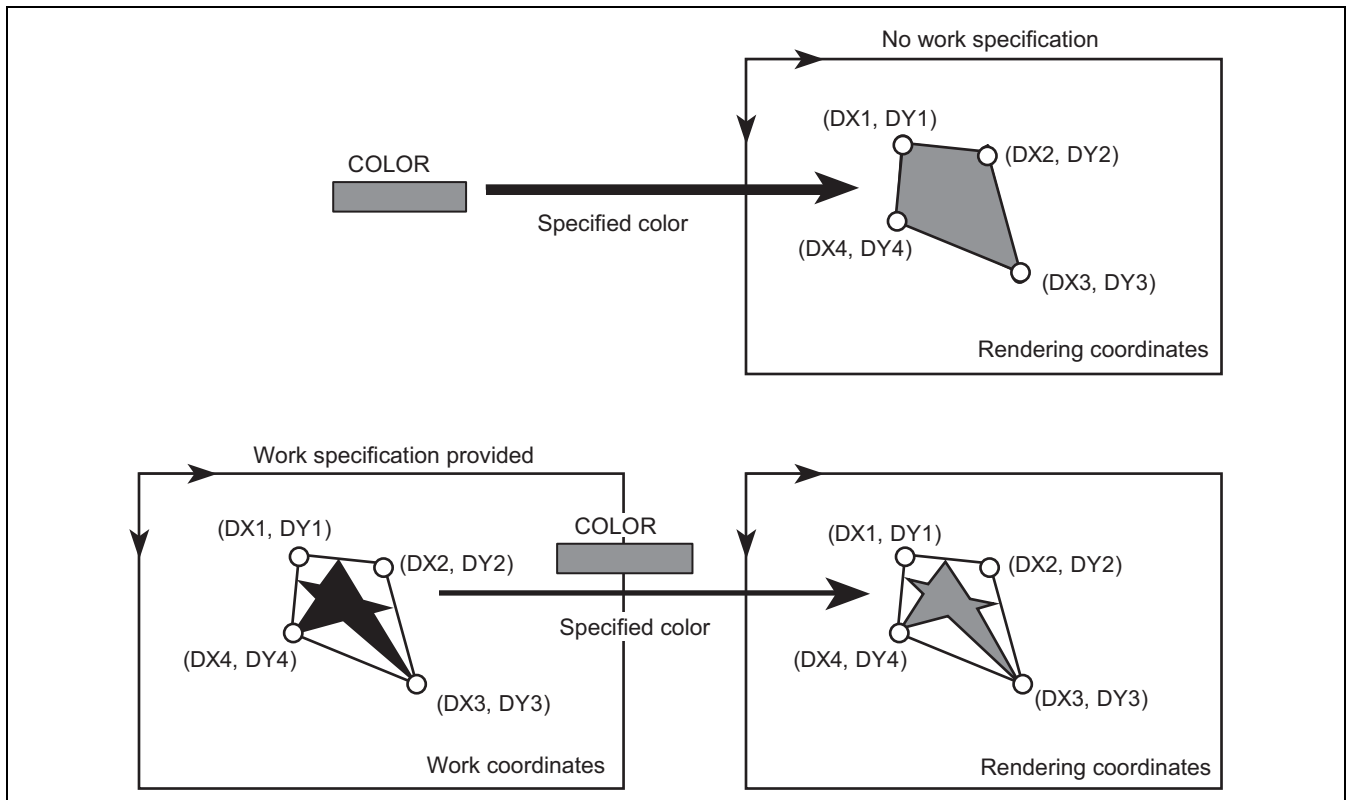 No work specification
(DX1, DY1)
(DX2, DY2)
COLOR
Specified color
(DX4, DY4)
(DX3, DY3)
Rendering coordinates
Work specification provided
(DX1, DY1)
COLOR
(DX2, DY2)
Specified color
(DX4, DY4)
(DX3, DY3)
Work coordinates
(DX1, DY1)
(DX2, DY2)
(DX4, DY4)
(DX3, DY3)
Rendering coordinates